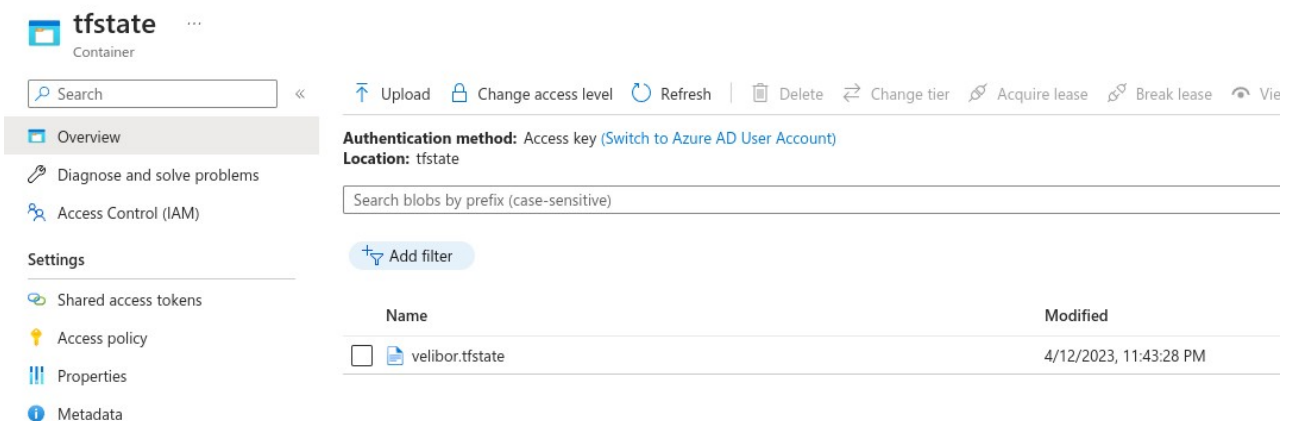 tfstate ...
Container
Search «
Upload Change access level Refresh Delete Change tier Acquire lease Break lease Vie
Overview
Diagnose and solve problems
Access Control (IAM)
Settings
Shared access tokens
Access policy
Properties
Metadata
Authentication method: Access key (Switch to Azure AD User Account)
Location: tfstate
Search blobs by prefix (case-sensitive)
Add filter
Name Modified
velibor.tfstate 4/12/2023, 11:43:28 PM